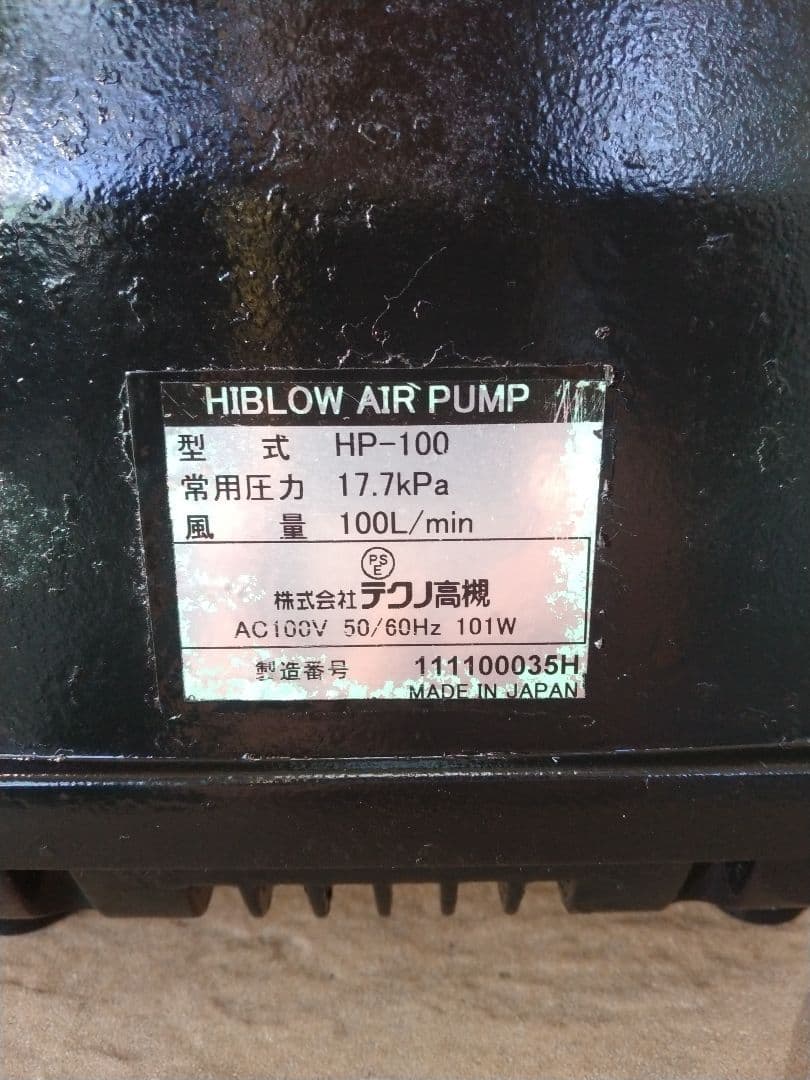 HIBLOW AIR PUMP
型 式 HP-100
常用圧力 17.7kPa
風 量 100L/min
PS
E
株式会社テクノ高槻
AC100V 50/60Hz 101W
製造番号 111100035H
MADE IN JAPAN